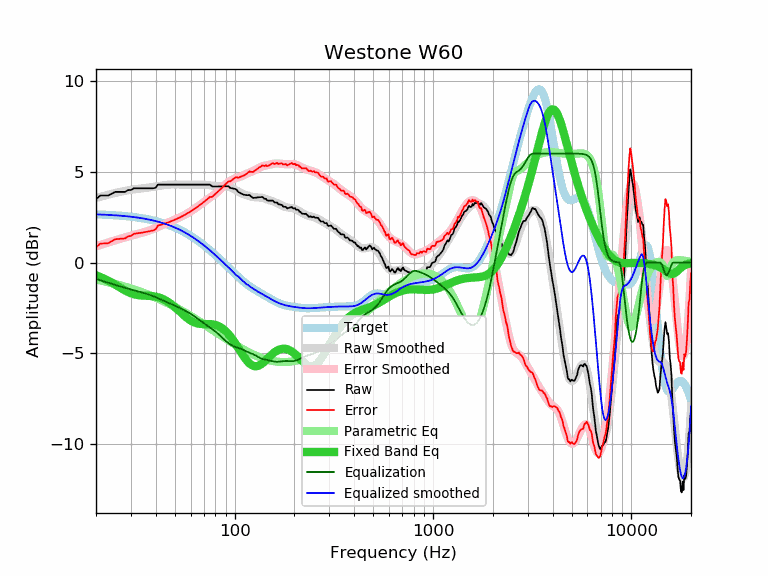 Westone W60
Amplitude (dBr)
10
5
0
−5
−10
Target
Raw Smoothed
Error Smoothed
Raw
Error
Parametric Eq
Fixed Band Eq
Equalization
Equalized smoothed
100
1000
10000
Frequency (Hz)